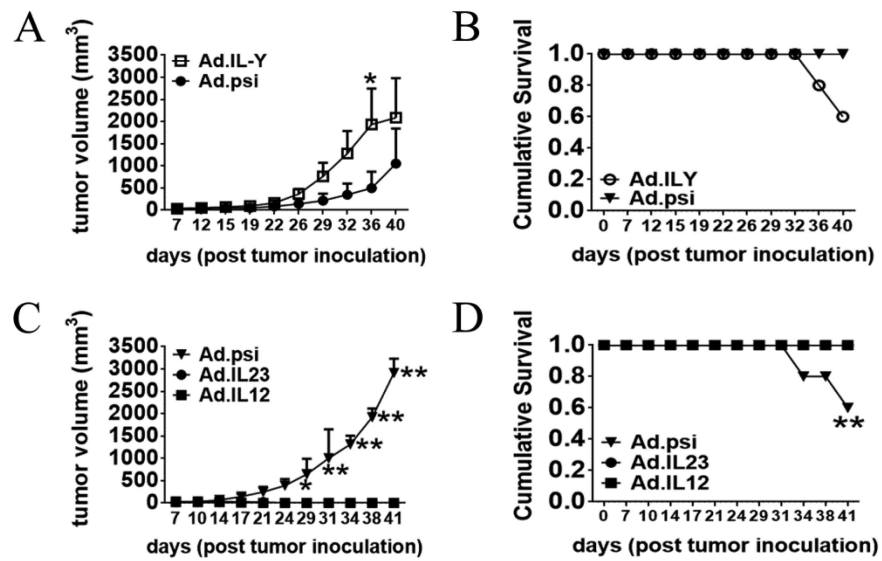 A
tumor volume (mm³)
3500
3000
2500
2000
1500
1000
500
0
Ad.IL-Y
Ad.psi
*
7 12 15 19 22 26 29 32 36 40
days (post tumor inoculation)
B
Cumulative Survival
1.0
0.8
0.6
0.4
0.2
0.0
Ad.ILY
Ad.psi
0 7 12 15 19 22 26 29 32 36 40
days (post tumor inoculation)
C
tumor volume (mm³)
3500
3000
2500
2000
1500
1000
500
0
Ad.psi
Ad.IL23
Ad.IL12
**
**
**
**
*
7 10 14 17 21 24 29 31 34 38 41
days (post tumor inoculation)
D
Cumulative Survival
1.0
0.8
0.6
0.4
0.2
0.0
**
Ad.psi
Ad.IL23
Ad.IL12
0 7 10 14 17 21 24 29 31 34 38 41
days (post tumor inoculation)